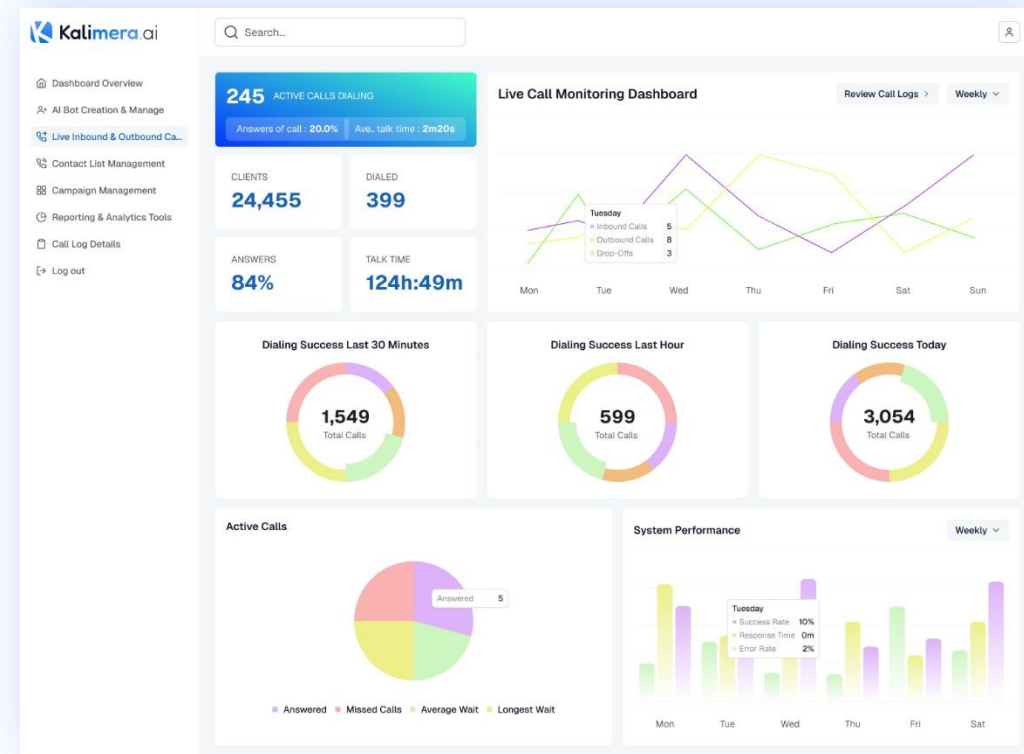 Kalimera.ai
Search...
Dashboard Overview
AI Bot Creation & Manage
Live Inbound & Outbound Ca...
Contact List Management
Campaign Management
Reporting & Analytics Tools
Call Log Details
Log out
245 ACTIVE CALLS DIALING
Answers of call : 20.0% Ave.. talk time : 2m20s
CLIENTS
24,455
DIALED
399
ANSWERS
84%
TALK TIME
124h:49m
Live Call Monitoring Dashboard
Review Call Logs
Weekly
Tuesday
Inbound Calls 5
Outbound Calls 8
Drop-Offs 3
Mon Tue Wed Thu Fri Sat Sun
Dialing Success Last 30 Minutes
1,549
Total Calls
Dialing Success Last Hour
599
Total Calls
Dialing Success Today
3,054
Total Calls
Active Calls
Answered 5
Answered Missed Calls Average Wait Longest Wait
System Performance
Weekly
Tuesday
Success Rate 10%
Response Time 0m
Error Rate 2%
Mon Tue Wed Thu Fri Sat